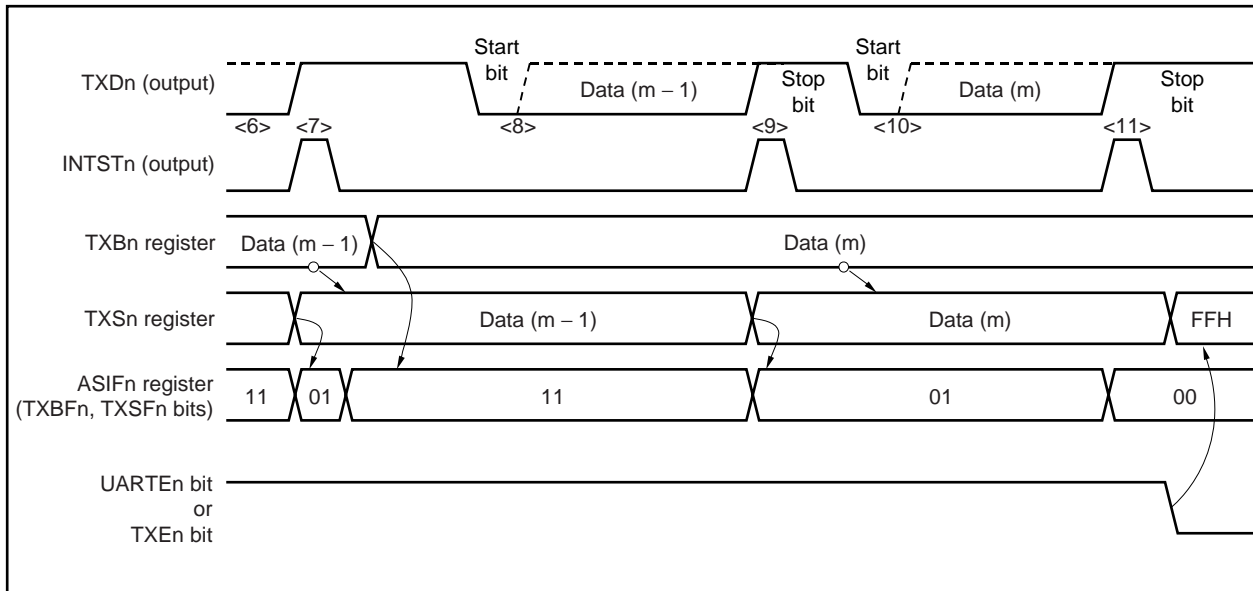 Start
bit
Start
bit
TXDn (output)
Data (m – 1)
Stop
bit
Data (m)
Stop
bit
<6>
<7>
<8>
<9>
<10>
<11>
INTSTn (output)
TXBn register
Data (m – 1)
Data (m)
TXSn register
Data (m – 1)
Data (m)
FFH
ASIFn register
(TXBFn, TXSFn bits)
11
01
11
01
00
UARTEn bit
or
TXEn bit